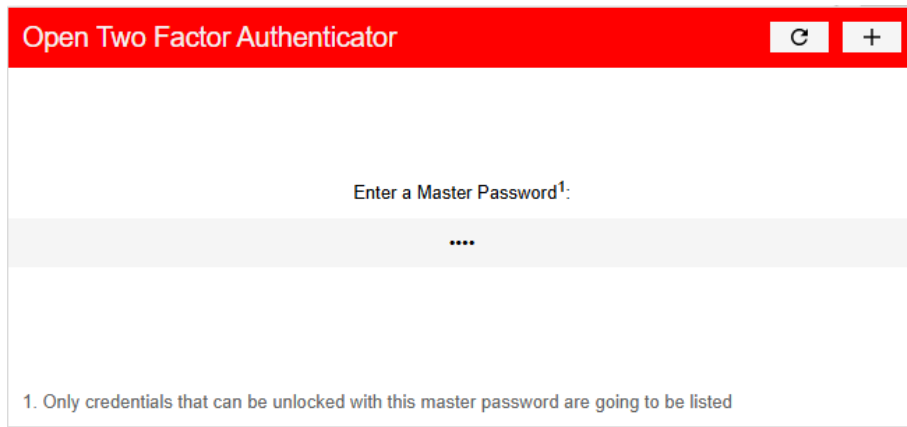 Open Two Factor Authenticator
Enter a Master Password¹:
••••
1. Only credentials that can be unlocked with this master password are going to be listed